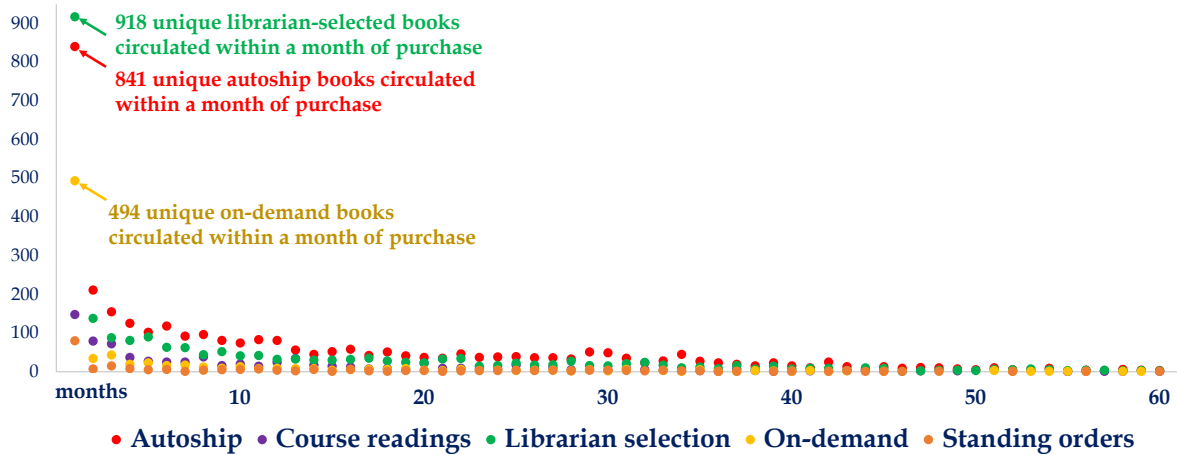 900
918 unique librarian-selected books
circulated within a month of purchase
800
841 unique autoship books circulated
within a month of purchase
700
600
500
494 unique on-demand books
circulated within a month of purchase
400
300
200
100
0
months 10 20 30 40 50 60
Autoship Course readings Librarian selection On-demand Standing orders